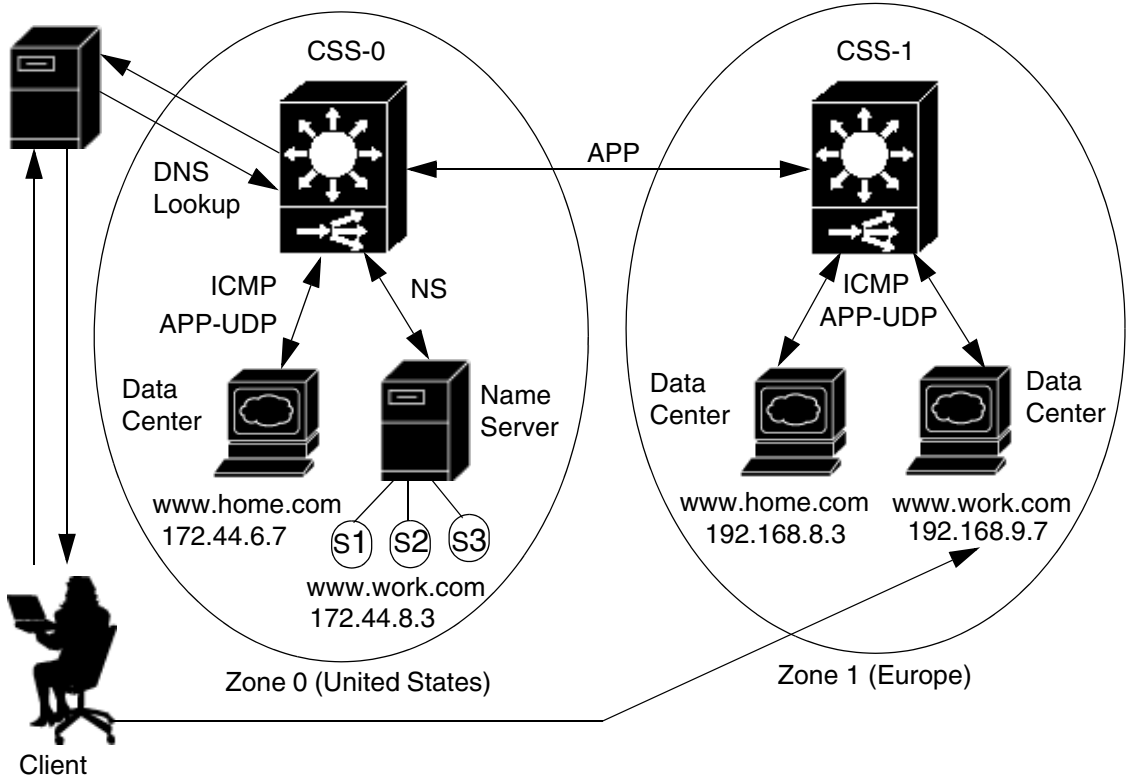 CSS-0
CSS-1
DNS
Lookup
APP
ICMP
APP-UDP
NS
ICMP
APP-UDP
Data
Center
Name
Server
Data
Center
Data
Center
www.home.com
172.44.6.7
S1
S2
S3
www.work.com
172.44.8.3
www.home.com
192.168.8.3
www.work.com
192.168.9.7
Zone 0 (United States)
Zone 1 (Europe)
Client